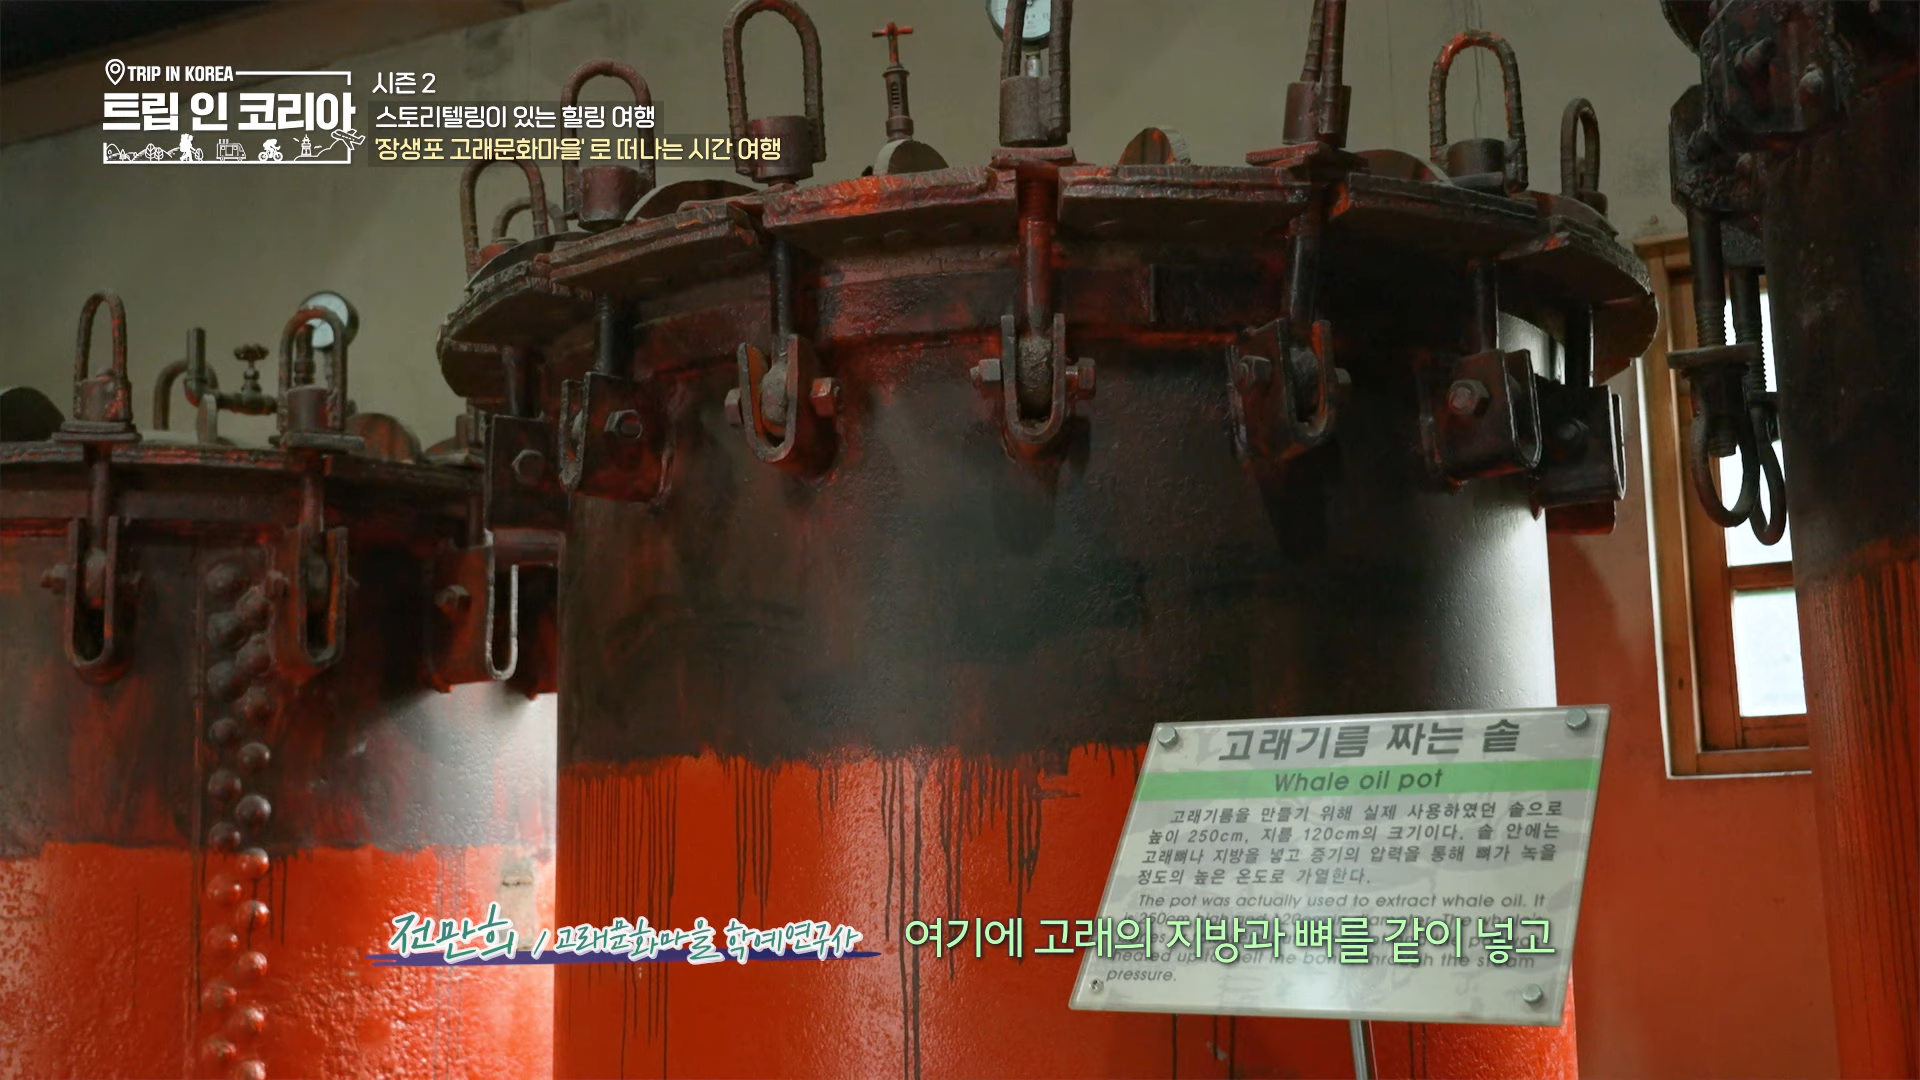 TRIP IN KOREA
트립 인 코리아
시즌 2
스토리텔링이 있는 힐링 여행
'장생포 고래문화마을' 로 떠나는 시간 여행
고래기름 짜는 솥
Whale oil pot
고래기름을 만들기 위해 실제 사용하였던 솥으로
높이 250cm, 지름 120cm의 크기이다. 솥 안에는
고래뼈나 지방을 넣고 증기의 압력을 통해 뼈가 녹을
정도의 높은 온도로 가열한다.
The pot was actually used to extract whale oil. It
pressure.
전만희 / 고래문화마을 학예연구사
여기에 고래의 지방과 뼈를 같이 넣고